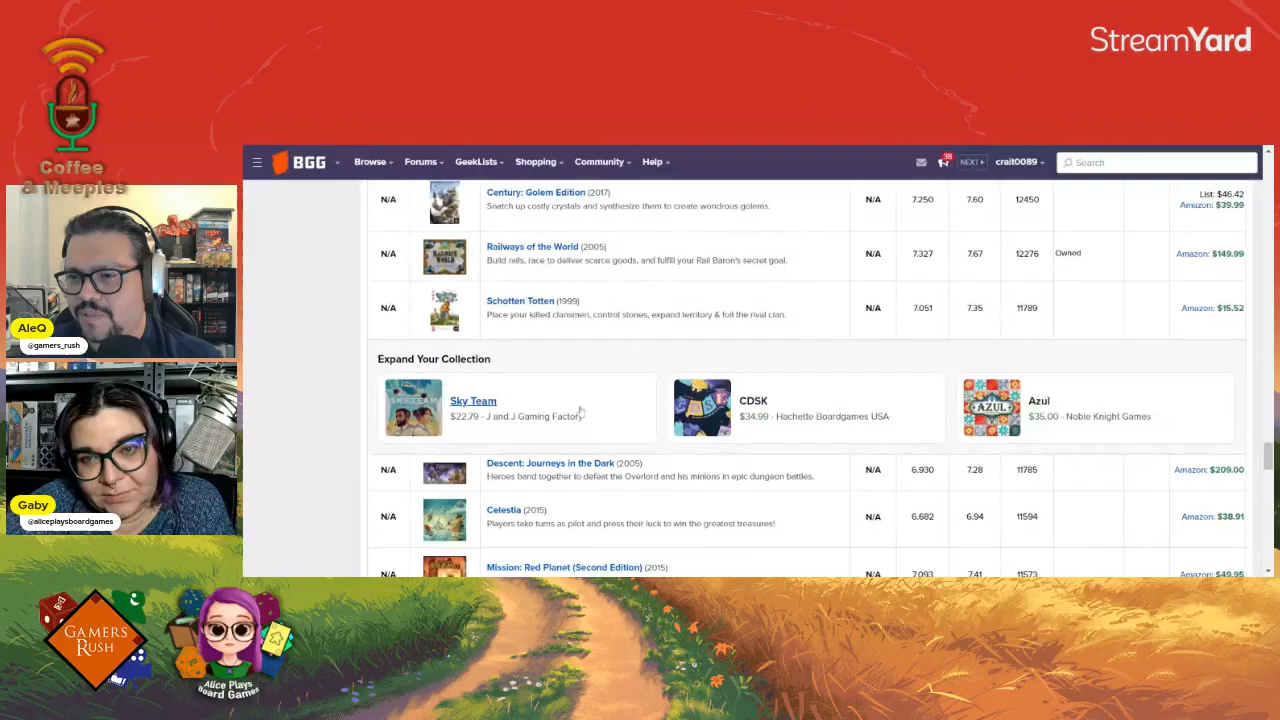 StreamYard
Coffee
& Meeples
BGG
Browse
Forums
GeekLists
Shopping
Community
Help
38
NEXT
crait0089
Search
N/A
Century: Golem Edition (2017)
Snatch up costly crystals and synthesize them to create wondrous golems.
N/A
7.250
7.60
12450
List: $46.42
Amazon: $39.99
N/A
Railways of the World (2005)
Build rails, race to deliver scarce goods, and fulfill your Rail Baron's secret goal.
N/A
7.327
7.67
12276
Owned
Amazon: $149.99
N/A
Schotten Totten (1999)
Place your kilted clansmen, control stones, expand territory & foil the rival clan.
N/A
7.051
7.35
11789
Amazon: $15.52
AleQ
@gamers_rush
Expand Your Collection
SKY TEAM
Sky Team
$22.79 - J and J Gaming Factory
CDSK
$34.99 - Hachette Boardgames USA
AZUL
Azul
$35.00 - Noble Knight Games
N/A
Descent: Journeys in the Dark (2005)
Heroes band together to defeat the Overlord and his minions in epic dungeon battles.
N/A
6.930
7.28
11785
Amazon: $209.00
N/A
Celestia (2015)
Players take turns as pilot and press their luck to win the greatest treasures!
N/A
6.682
6.94
11594
Amazon: $38.91
N/A
Mission: Red Planet (Second Edition) (2015)
N/A
7.093
7.41
11573
Amazon: $49.95
Gaby
@aliceplaysboardgames
GAMERS
RUSH
Alice Plays
Board Games